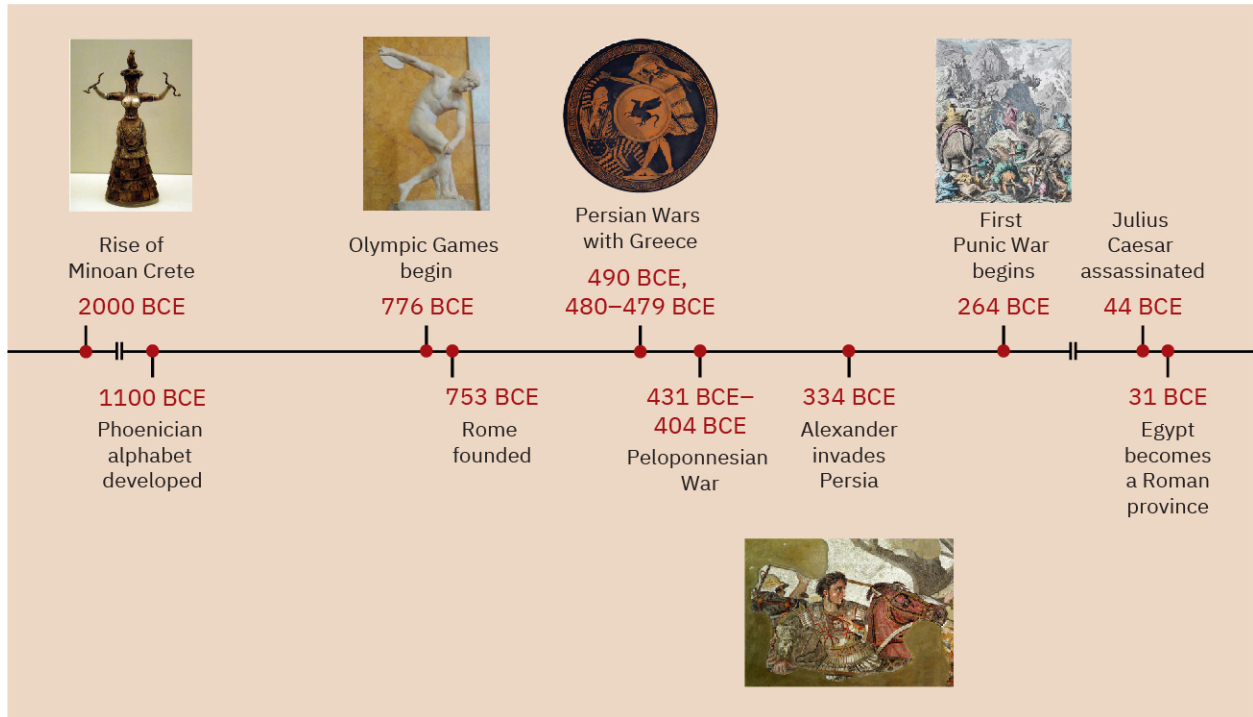 Rise of
Minoan Crete
2000 BCE
1100 BCE
Phoenician
alphabet
developed
Olympic Games
begin
776 BCE
753 BCE
Rome
founded
Persian Wars
with Greece
490 BCE,
480–479 BCE
431 BCE–
404 BCE
Peloponnesian
War
334 BCE
Alexander
invades
Persia
First
Punic War
begins
264 BCE
Julius
Caesar
assassinated
44 BCE
31 BCE
Egypt
becomes
a Roman
province